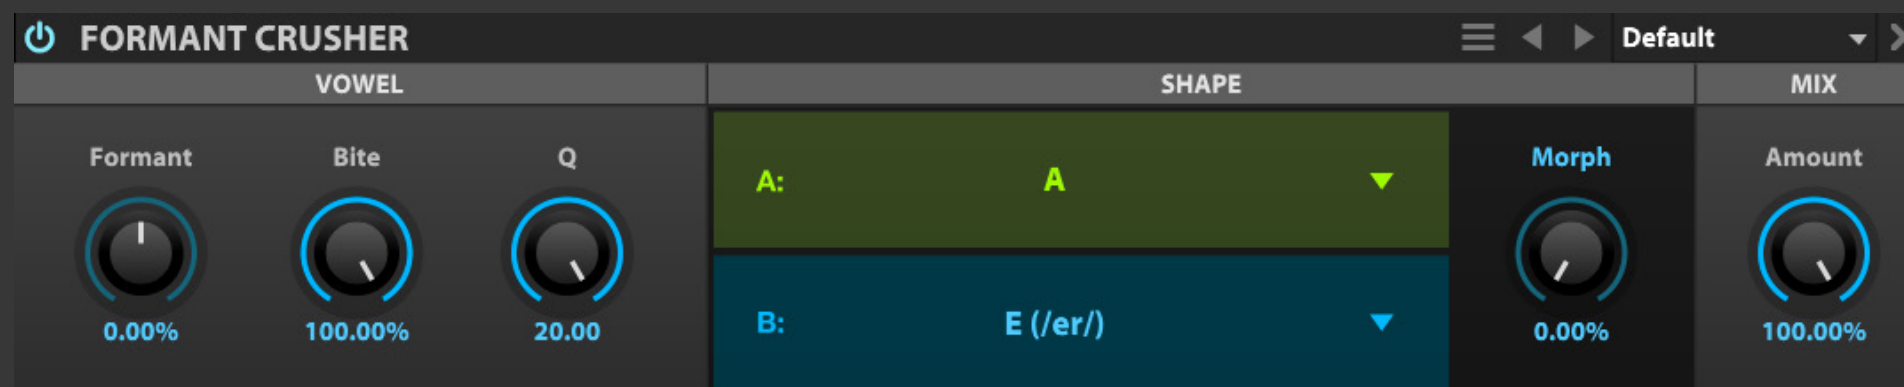 FORMANT CRUSHER
Default
VOWEL
SHAPE
MIX
Formant
Bite
Q
A:
A
Morph
Amount
0.00%
100.00%
20.00
B:
E (/er/)
0.00%
100.00%